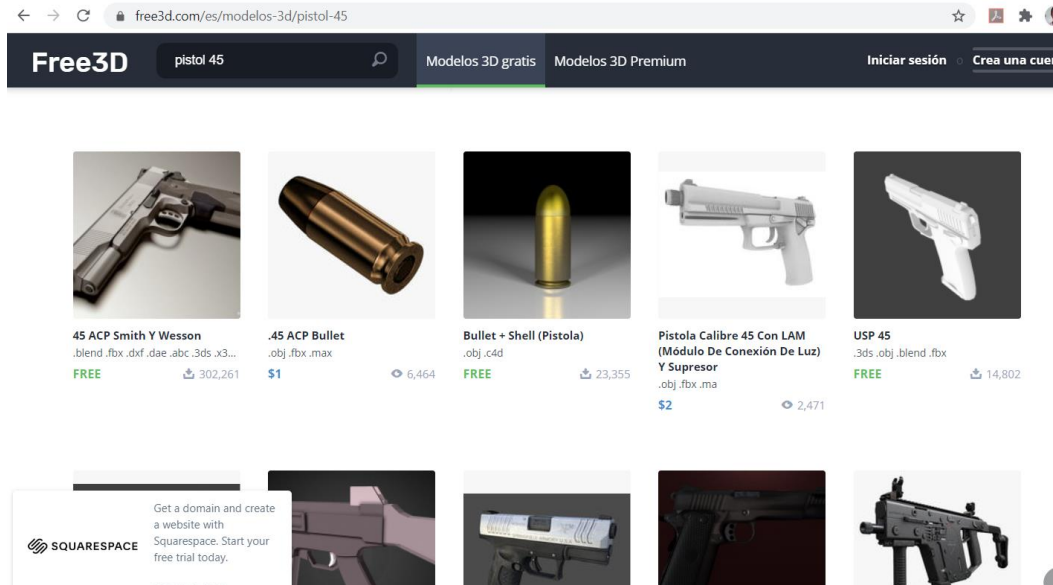 free3d.com/es/modelos-3d/pistol-45
Free3D
pistol 45
Modelos 3D gratis
Modelos 3D Premium
Iniciar sesión o Crea una cuen
45 ACP Smith Y Wesson
.blend .fbx .dxf .dae .abc .3ds .x3...
FREE 302,261
.45 ACP Bullet
.obj .fbx .max
$1 6,464
Bullet + Shell (Pistola)
.obj .c4d
FREE 23,355
Pistola Calibre 45 Con LAM
(Módulo De Conexión De Luz)
Y Supresor
.obj .fbx .ma
$2 2,471
USP 45
.3ds .obj .blend .fbx
FREE 14,802
Get a domain and create
a website with
Squarespace. Start your
free trial today.
SQUARESPACE